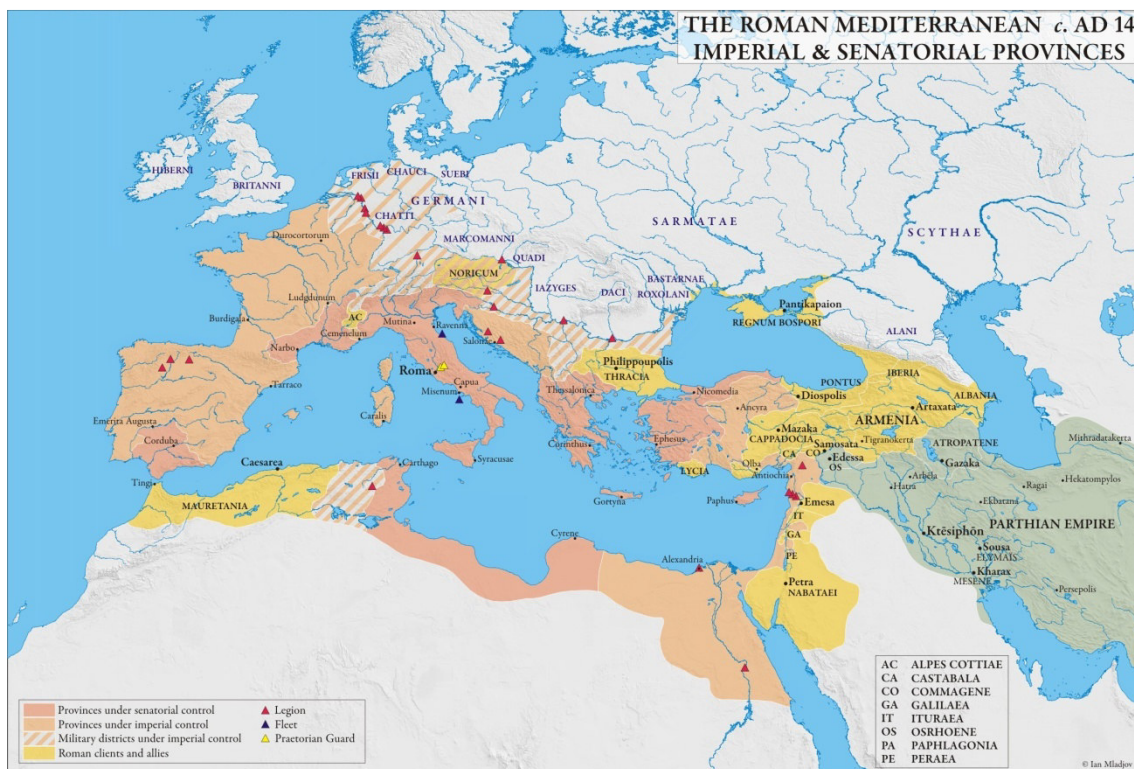 THE ROMAN MEDITERRANEAN c. AD 14
IMPERIAL & SENATORIAL PROVINCES
HIBERNI
BRITANNI
FRISII
CHAUCI
SUEBI
GERMANI
CHATTI
SARMATAE
SCYTHAE
Durocortorum
MARCOMANNI
QUADI
NORICUM
IAZYGES
DACI
BASTARNAE
ROXOLANI
Ludgdunum
AC
Burdigala
Cemenelum
Mutina
Ravenna
Salonae
Pantikapaion
REGNUM BOSPORI
ALANI
Narbo
Tarraco
Roma
Capua
Misenum
Philippoupolis
THRACIA
Thessalonica
Nicomedia
PONTUS
Diospolis
IBERIA
ALBANIA
Artaxata
ARMENIA
Ancyra
Mazaka
CAPPADOCIA
Samosata
Tigranokerta
CA
CO
Edessa
OS
ATROPATENE
Gazaka
Mithradatakerta
Emerita Augusta
Corduba
Caralis
Corinthus
Ephesus
LYCIA
Olba
Antiochia
Arbela
Hatra
Ragai
Hekatompylos
Ekbatana
Tingi
Caesarea
MAURETANIA
Carthago
Syracusae
Gortyna
Paphus
Emesa
IT
GA
PE
PARTHIAN EMPIRE
Ktēsiphōn
Sousa
ELYMAIS
Kharax
MESENE
Persepolis
Cyrene
Alexandria
Petra
NABATAEI
Provinces under senatorial control
Provinces under imperial control
Military districts under imperial control
Roman clients and allies
Legion
Fleet
Praetorian Guard
AC ALPES COTTIAE
CA CASTABALA
CO COMMAGENE
GA GALILAEA
IT ITURAEA
OS OSRHOENE
PA PAPHLAGONIA
PE PERAEA
© Ian Mladjov